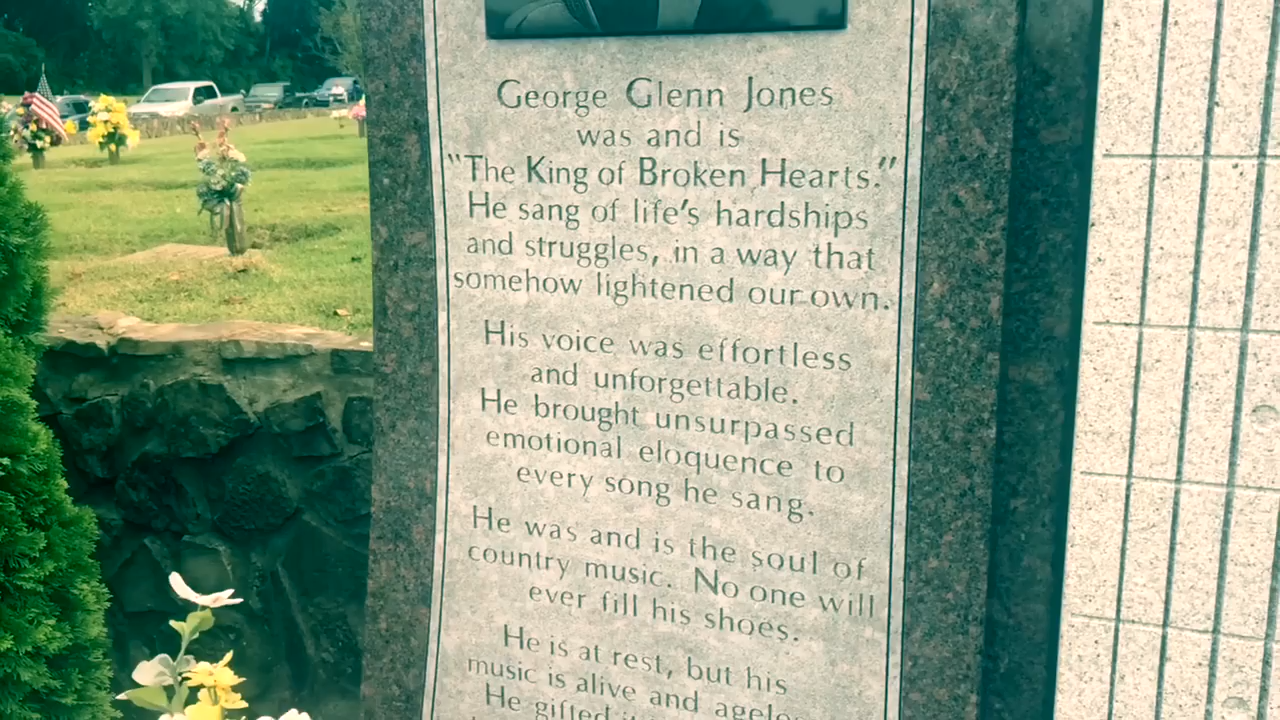 George Glenn Jones
was and is
"The King of Broken Hearts."
He sang of life's hardships
and struggles, in a way that
somehow lightened our own.
His voice was effortless
and unforgettable.
He brought unsurpassed
emotional eloquence to
every song he sang.
He was and is the soul of
country music. No one will
ever fill his shoes.
He is at rest, but his
music is alive and
He gifted